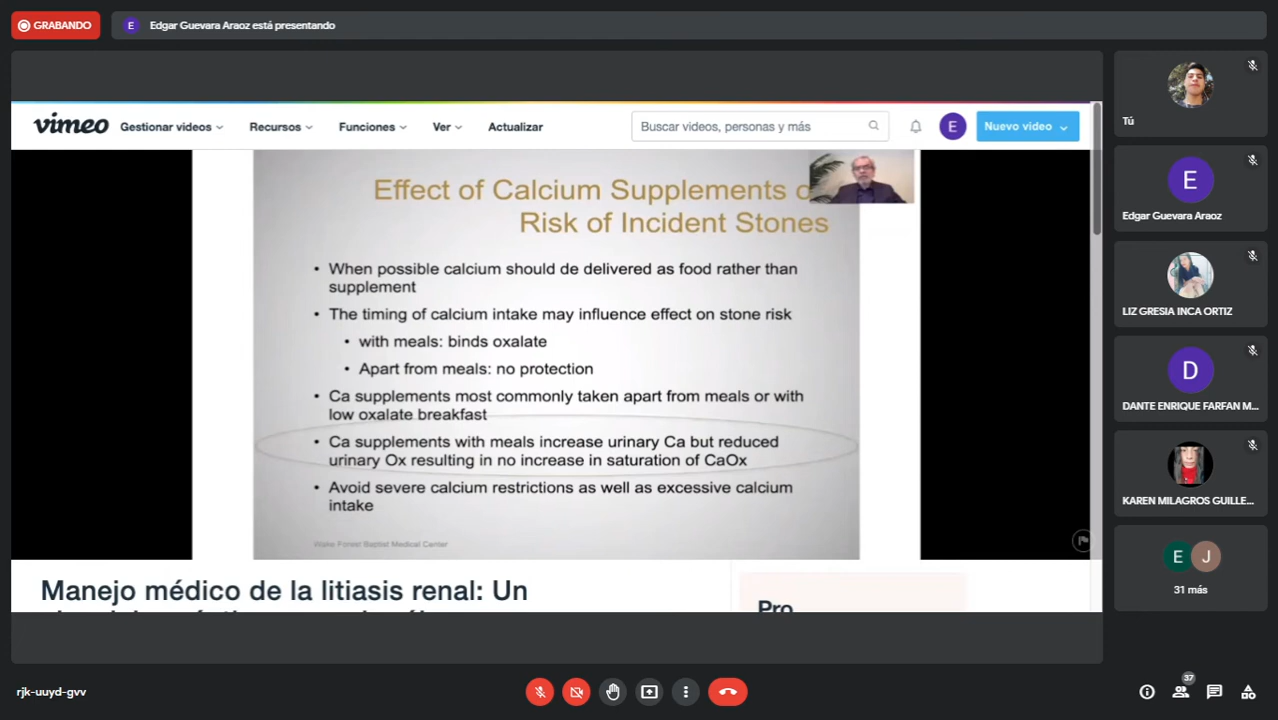 GRABANDO
E
Edgar Guevara Araoz está presentando
vimeo
Gestionar videos
Recursos
Funciones
Ver
Actualizar
Buscar videos, personas y más
E
Nuevo video
Effect of Calcium Supplements o
Risk of Incident Stones
• When possible calcium should de delivered as food rather than
supplement
• The timing of calcium intake may influence effect on stone risk
• with meals: binds oxalate
• Apart from meals: no protection
• Ca supplements most commonly taken apart from meals or with
low oxalate breakfast
• Ca supplements with meals increase urinary Ca but reduced
urinary Ox resulting in no increase in saturation of CaOx
• Avoid severe calcium restrictions as well as excessive calcium
intake
Wake Forest Baptist Medical Center
Manejo médico de la litiasis renal: Un
Pro
Tú
E
Edgar Guevara Araoz
LIZ GRESIA INCA ORTIZ
D
DANTE ENRIQUE FARFAN M...
KAREN MILAGROS GUILLE...
E
J
31 más
rjk-uuyd-gvv
37